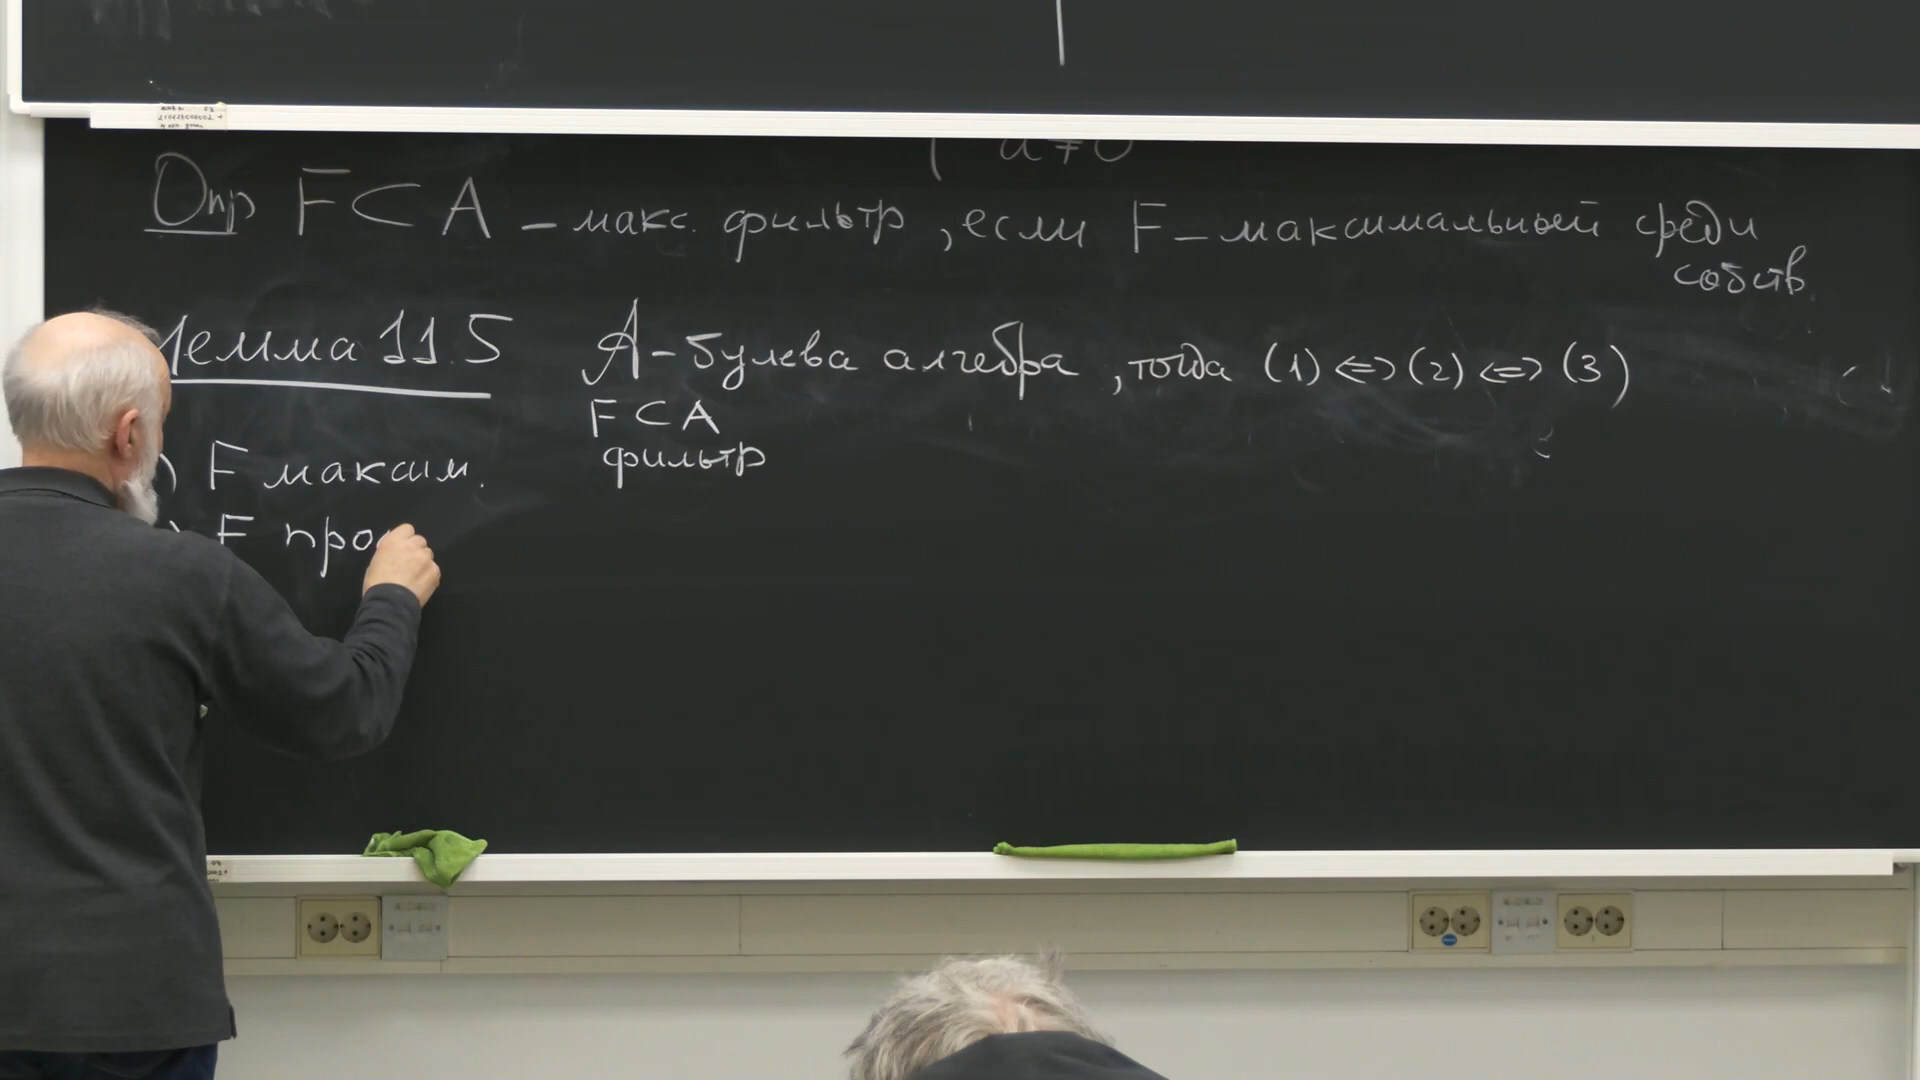 a ≠ 0
Опр F ⊂ A – макс. фильтр, если F – максимальный среди
собств.
Лемма 11.5 A – булева алгебра, тогда (1) ⇔ (2) ⇔ (3)
F ⊂ A
фильтр
) F максим.
) F про